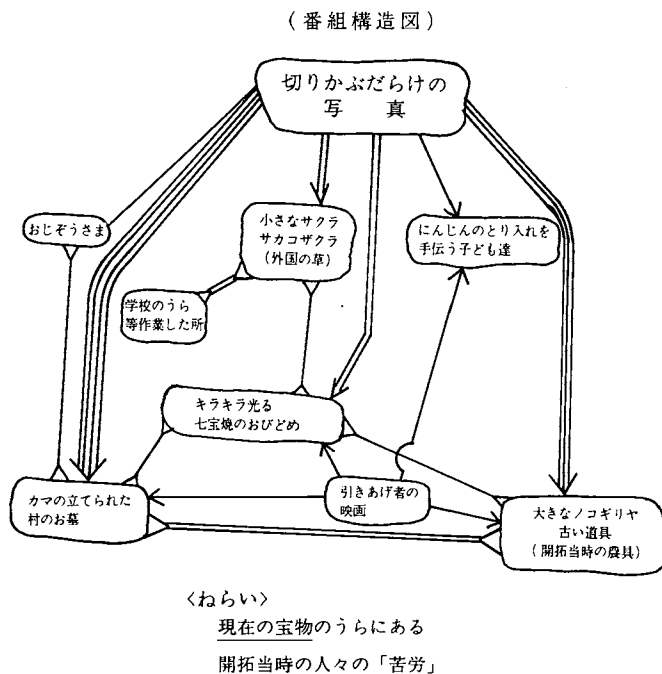 (番組構造図)
切りかぶだらけの
写　真
おじぞうさま
小さなサクラ
サカコザクラ
(外国の草)
にんじんのとり入れを
手伝う子ども達
学校のうら
等作業した所
キラキラ光る
七宝焼のおびどめ
カマの立てられた
村のお墓
引きあげ者の
映画
大きなノコギリヤ
古い道具
(開拓当時の農具)
〈ねらい〉
現在の宝物のうらにある
開拓当時の人々の「苦労」